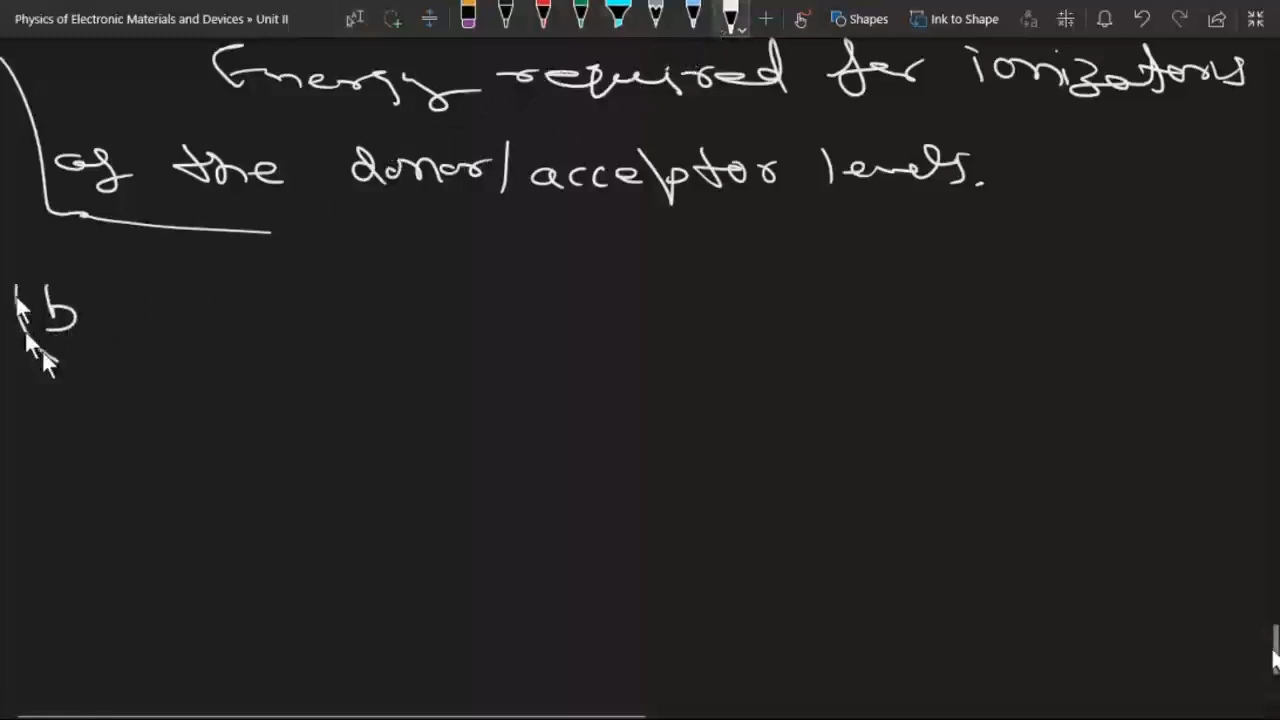 Physics of Electronic Materials and Devices » Unit II
Shapes
Ink to Shape
Energy required for ionizations
of the donor/acceptor levels.
(b